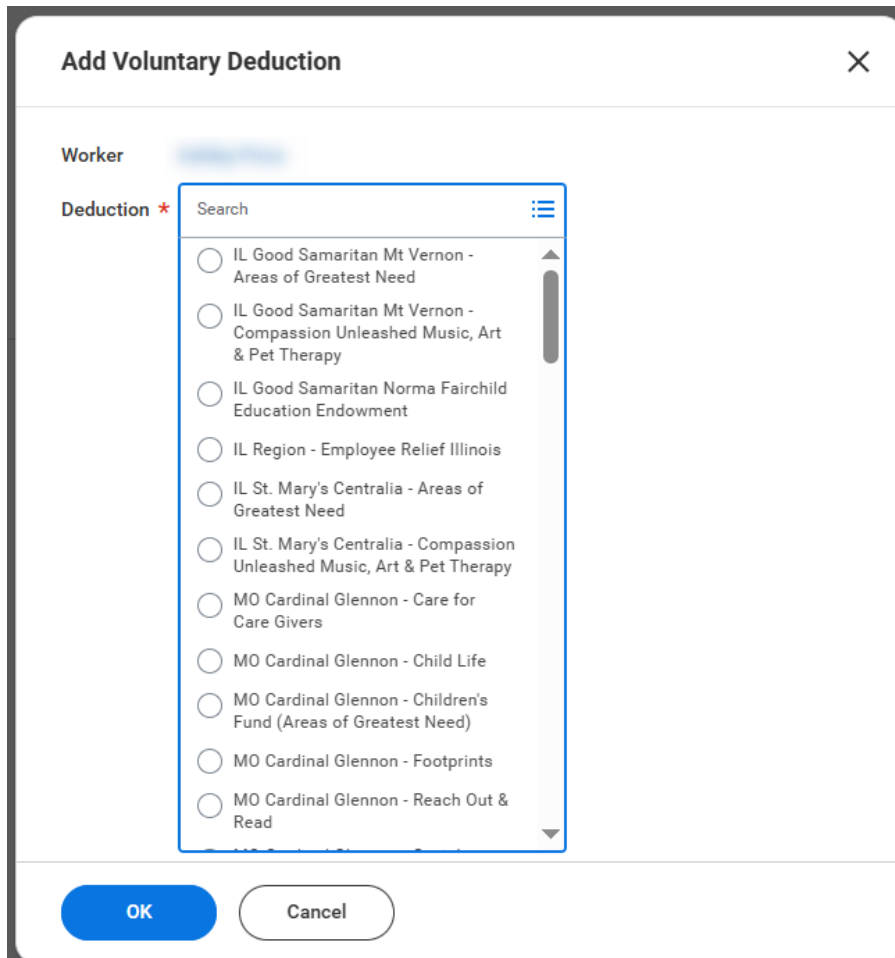 Add Voluntary Deduction
Worker
Deduction *
Search
IL Good Samaritan Mt Vernon -
Areas of Greatest Need
IL Good Samaritan Mt Vernon -
Compassion Unleashed Music, Art
& Pet Therapy
IL Good Samaritan Norma Fairchild
Education Endowment
IL Region - Employee Relief Illinois
IL St. Mary's Centralia - Areas of
Greatest Need
IL St. Mary's Centralia - Compassion
Unleashed Music, Art & Pet Therapy
MO Cardinal Glennon - Care for
Care Givers
MO Cardinal Glennon - Child Life
MO Cardinal Glennon - Children's
Fund (Areas of Greatest Need)
MO Cardinal Glennon - Footprints
MO Cardinal Glennon - Reach Out &
Read
OK
Cancel